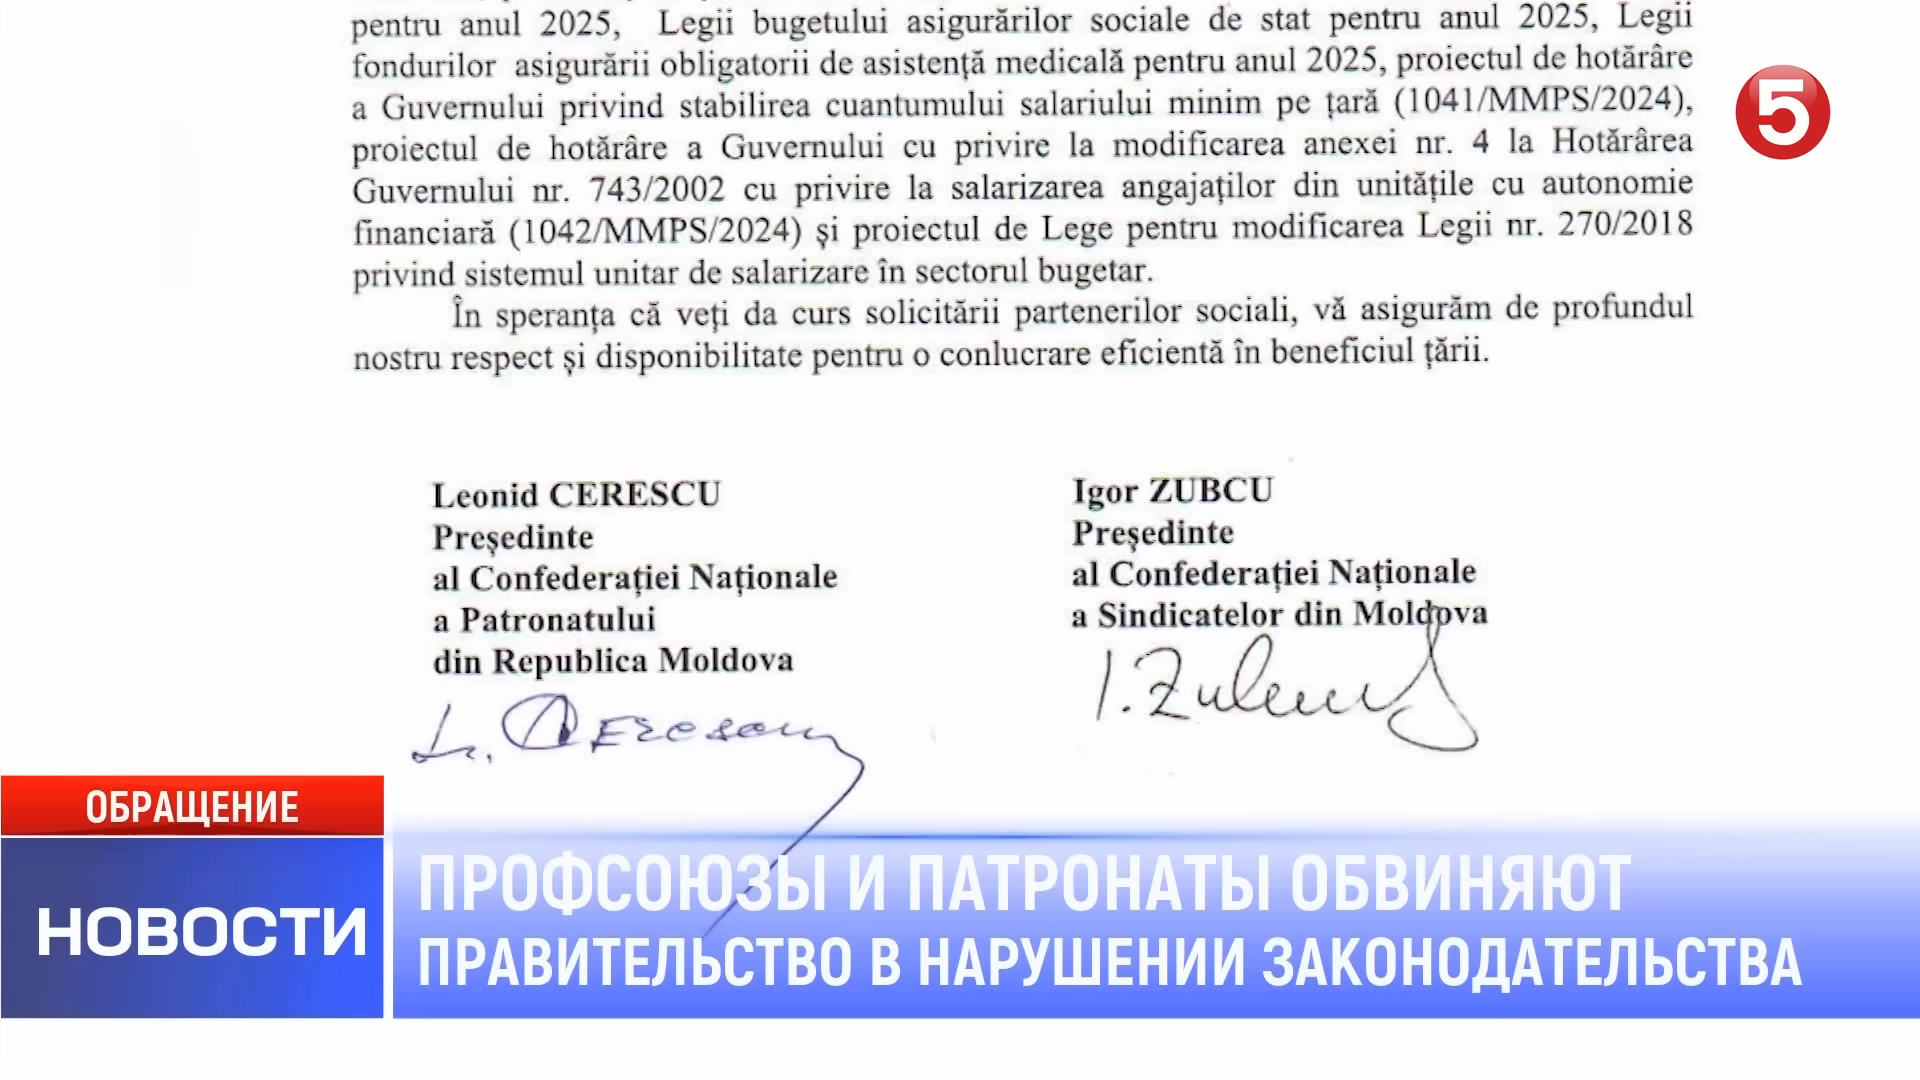 pentru anul 2025, Legii bugetului asigurărilor sociale de stat pentru anul 2025, Legii
fondurilor asigurării obligatorii de asistență medicală pentru anul 2025, proiectul de hotărâre
a Guvernului privind stabilirea cuantumului salariului minim pe țară (1041/MMPS/2024),
proiectul de hotărâre a Guvernului cu privire la modificarea anexei nr. 4 la Hotărârea
Guvernului nr. 743/2002 cu privire la salarizarea angajaților din unitățile cu autonomie
financiară (1042/MMPS/2024) și proiectul de Lege pentru modificarea Legii nr. 270/2018
privind sistemul unitar de salarizare în sectorul bugetar.
În speranța că veți da curs solicitării partenerilor sociali, vă asigurăm de profundul
nostru respect și disponibilitate pentru o conlucrare eficientă în beneficiul țării.
5
Leonid CERESCU
Președinte
al Confederației Naționale
a Patronatului
din Republica Moldova
Igor ZUBCU
Președinte
al Confederației Naționale
a Sindicatelor din Moldova
ОБРАЩЕНИЕ
НОВОСТИ
ПРОФСОЮЗЫ И ПАТРОНАТЫ ОБВИНЯЮТ
ПРАВИТЕЛЬСТВО В НАРУШЕНИИ ЗАКОНОДАТЕЛЬСТВА